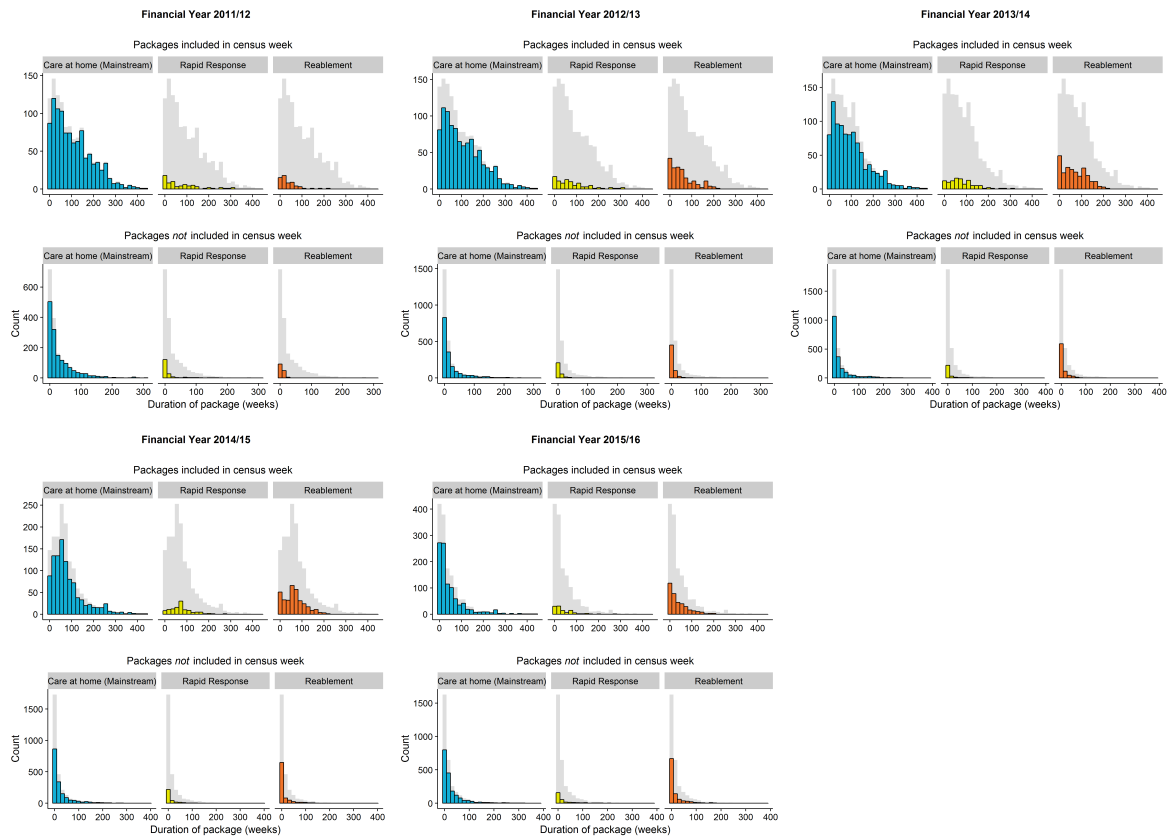 Financial Year 2011/12
Packages included in census week
Care at home (Mainstream) Rapid Response Reablement
150
100
50
0
0 100 200 300 400 0 100 200 300 400 0 100 200 300 400
Packages not included in census week
Care at home (Mainstream) Rapid Response Reablement
Count
600
400
200
0
0 100 200 300 0 100 200 300 0 100 200 300
Duration of package (weeks)
Financial Year 2012/13
Packages included in census week
Care at home (Mainstream) Rapid Response Reablement
150
100
50
0
0 100 200 300 400 0 100 200 300 400 0 100 200 300 400
Packages not included in census week
Care at home (Mainstream) Rapid Response Reablement
Count
1500
1000
500
0
0 100 200 300 0 100 200 300 0 100 200 300
Duration of package (weeks)
Financial Year 2013/14
Packages included in census week
Care at home (Mainstream) Rapid Response Reablement
150
100
50
0
0 100 200 300 400 0 100 200 300 400 0 100 200 300 400
Packages not included in census week
Care at home (Mainstream) Rapid Response Reablement
Count
1500
1000
500
0
0 100 200 300 400 0 100 200 300 400 0 100 200 300 400
Duration of package (weeks)
Financial Year 2014/15
Packages included in census week
Care at home (Mainstream) Rapid Response Reablement
250
200
150
100
50
0
0 100 200 300 400 0 100 200 300 400 0 100 200 300 400
Packages not included in census week
Care at home (Mainstream) Rapid Response Reablement
Count
1500
1000
500
0
0 100 200 300 400 0 100 200 300 400 0 100 200 300 400
Duration of package (weeks)
Financial Year 2015/16
Packages included in census week
Care at home (Mainstream) Rapid Response Reablement
400
300
200
100
0
0 100 200 300 400 0 100 200 300 400 0 100 200 300 400
Packages not included in census week
Care at home (Mainstream) Rapid Response Reablement
Count
1500
1000
500
0
0 100 200 300 400 0 100 200 300 400 0 100 200 300 400
Duration of package (weeks)